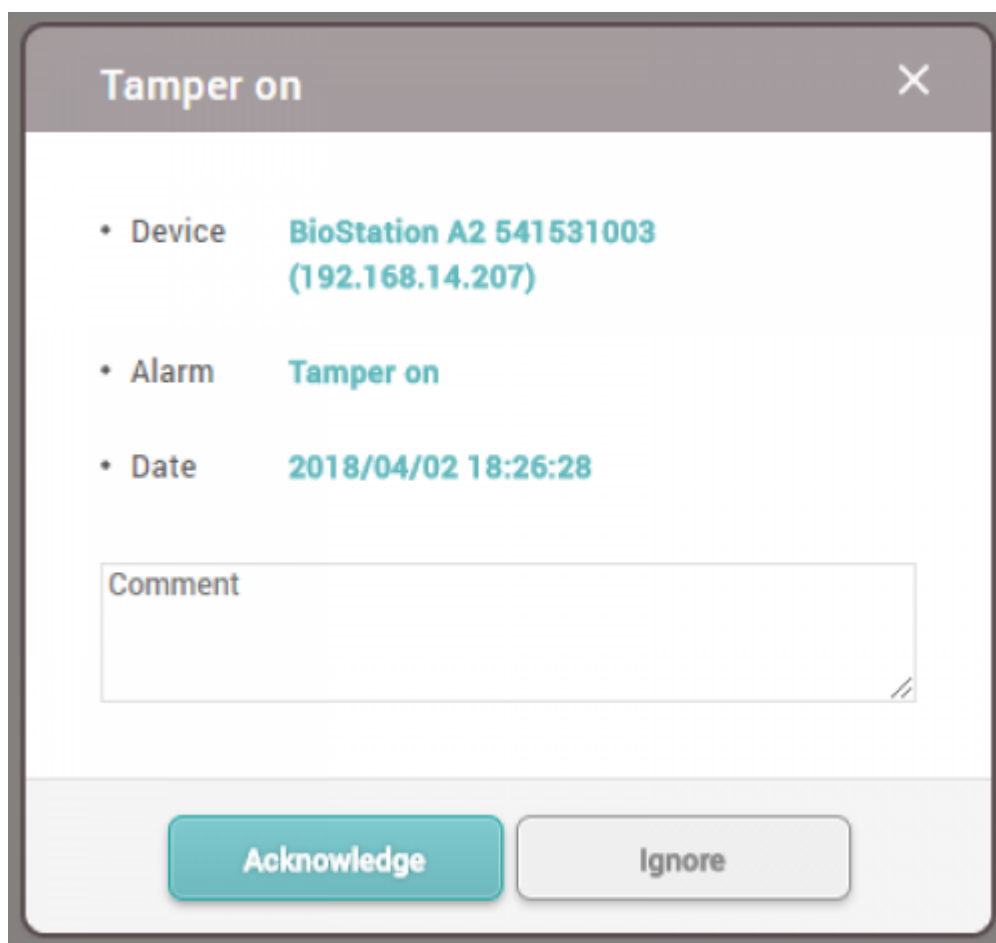 Tamper on
• Device BioStation A2 541531003
(192.168.14.207)
• Alarm Tamper on
• Date 2018/04/02 18:26:28
Comment
Acknowledge Ignore